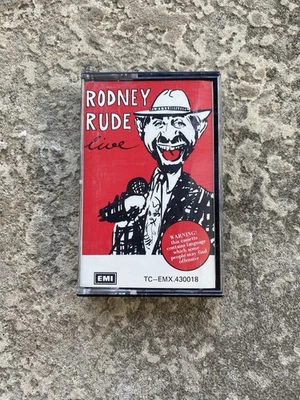 RODNEY
RUDE
live
WARNING!
this cassette
contains language
which some
people may find
offensive
EMI
TC-EMX.430018